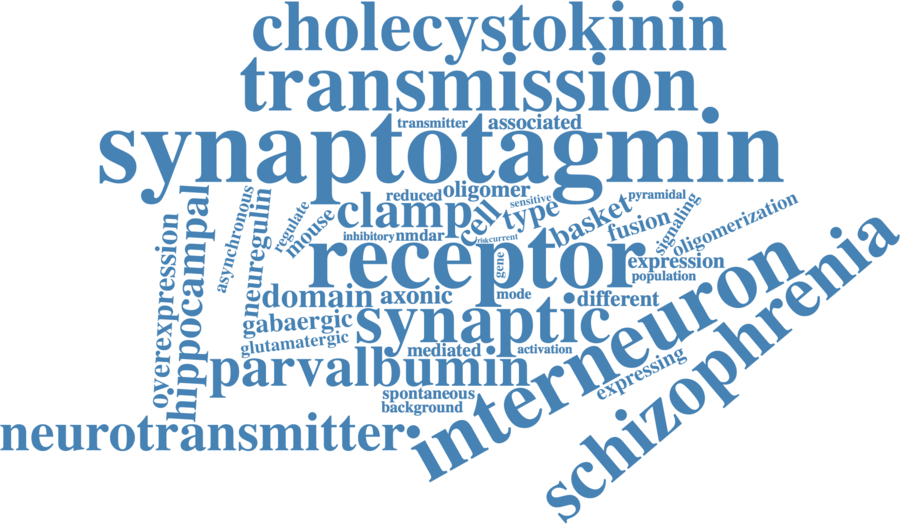 cholecystokinin
transmission
transmitter
associated
synaptotagmin
reduced
oligomer
sensitive
pyramidal
clamp
cell
type
basket
fusion
signaling
oligomerization
asynchronous
neuregulin
regulate
mouse
inhibitory
nmdar
risk
current
overexpression
hippocampal
receptor
gene
expression
population
domain
axonic
mode
different
gabaergic
synaptic
glutamatergic
mediated
activation
parvalbumin
interneuron
schizophrenia
expressing
spontaneous
background
neurotransmitter